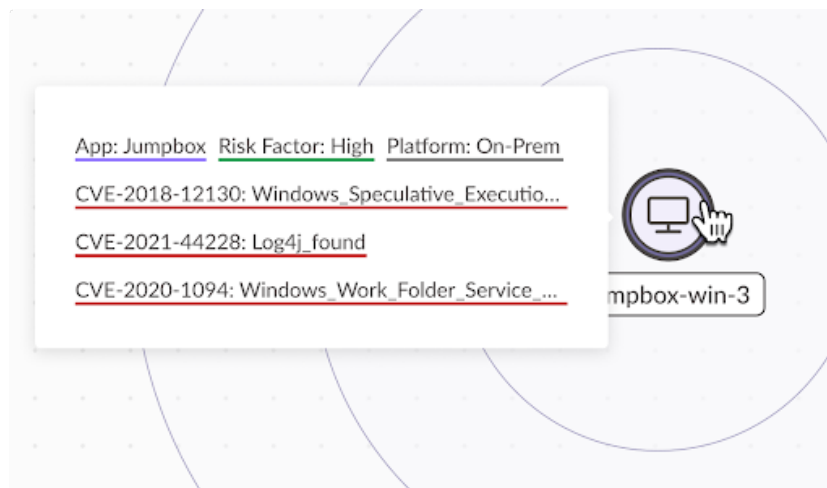 App: Jumpbox Risk Factor: High Platform: On-Prem
CVE-2018-12130: Windows_Speculative_Executio...
CVE-2021-44228: Log4j_found
CVE-2020-1094: Windows_Work_Folder_Service_...
mpbox-win-3